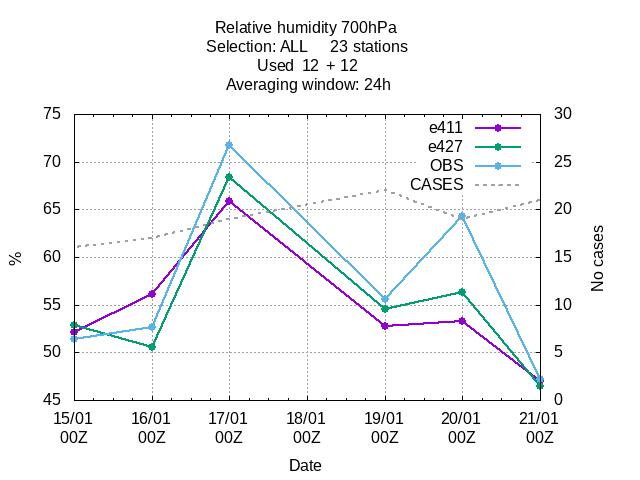 Relative humidity 700hPa
Selection: ALL 23 stations
Used 12 + 12
Averaging window: 24h
75 30
e411
e427
70 25
OBS
CASES
65 20
%
60 15
No cases
55 10
50 5
45 0
15/01 16/01 17/01 18/01 19/01 20/01 21/01
00Z 00Z 00Z 00Z 00Z 00Z 00Z
Date